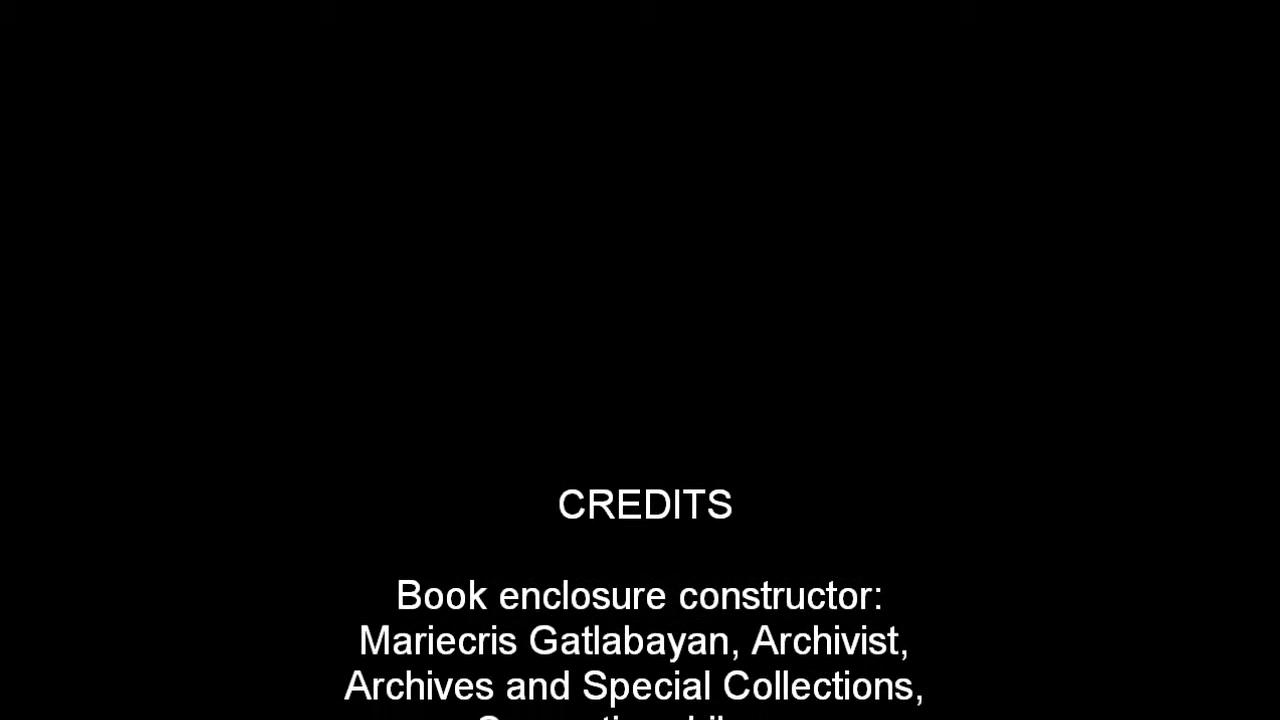 CREDITS
Book enclosure constructor:
Mariecris Gatlabayan, Archivist,
Archives and Special Collections,